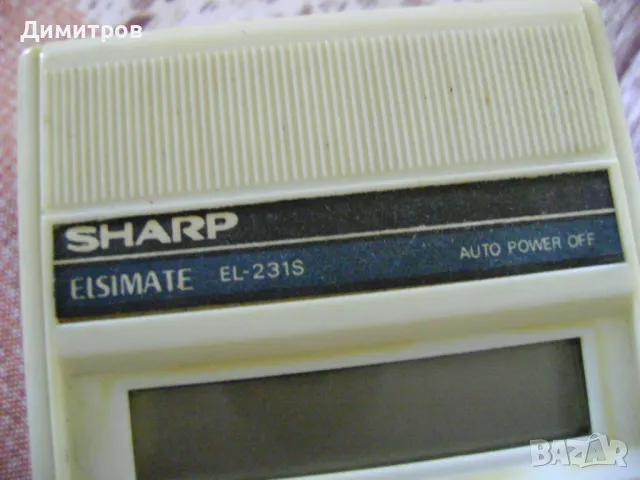 Димитров
SHARP
ELSIMATE EL-231S AUTO POWER OFF
BAZAR